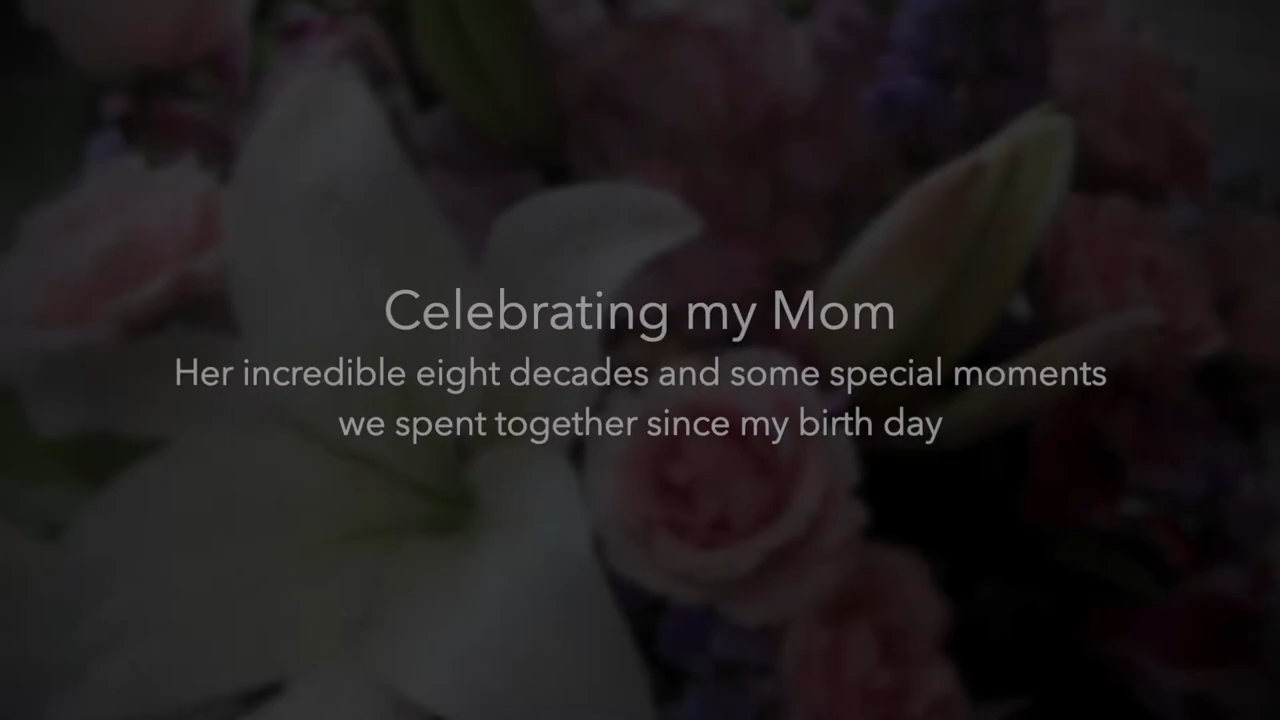 Celebrating my Mom
Her incredible eight decades and some special moments
we spent together since my birth day